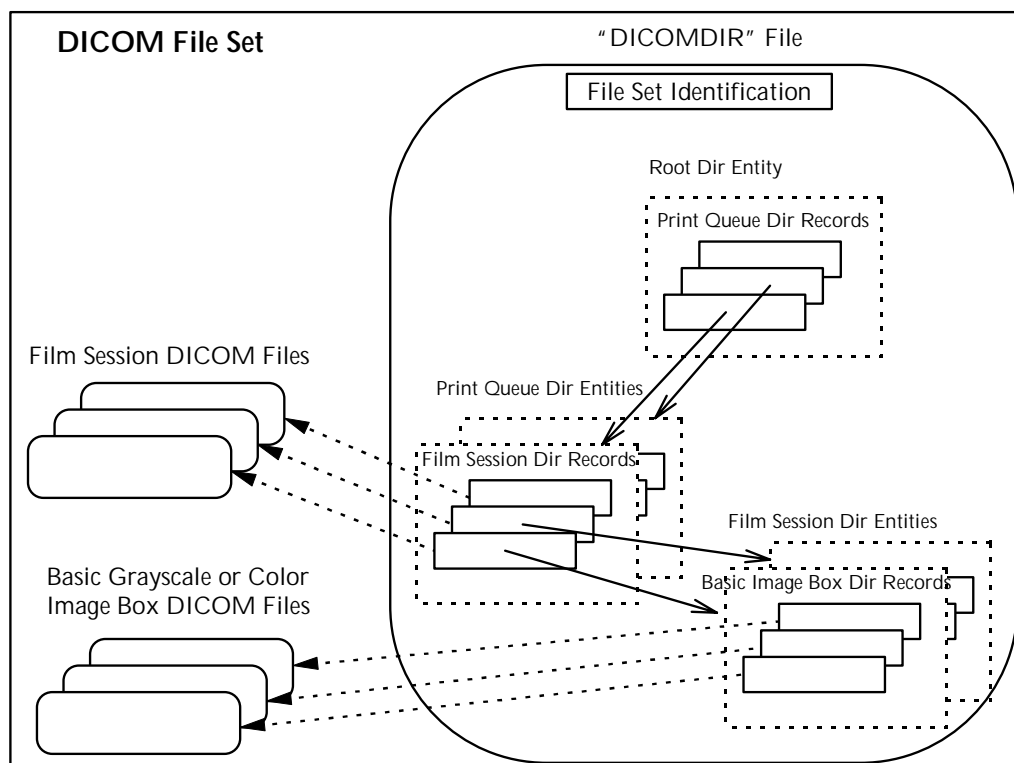 DICOM File Set
“DICOMDIR” File
File Set Identification
Root Dir Entity
Print Queue Dir Records
Film Session DICOM Files
Print Queue Dir Entities
Film Session Dir Records
Film Session Dir Entities
Basic Grayscale or Color
Image Box DICOM Files
Basic Image Box Dir Records